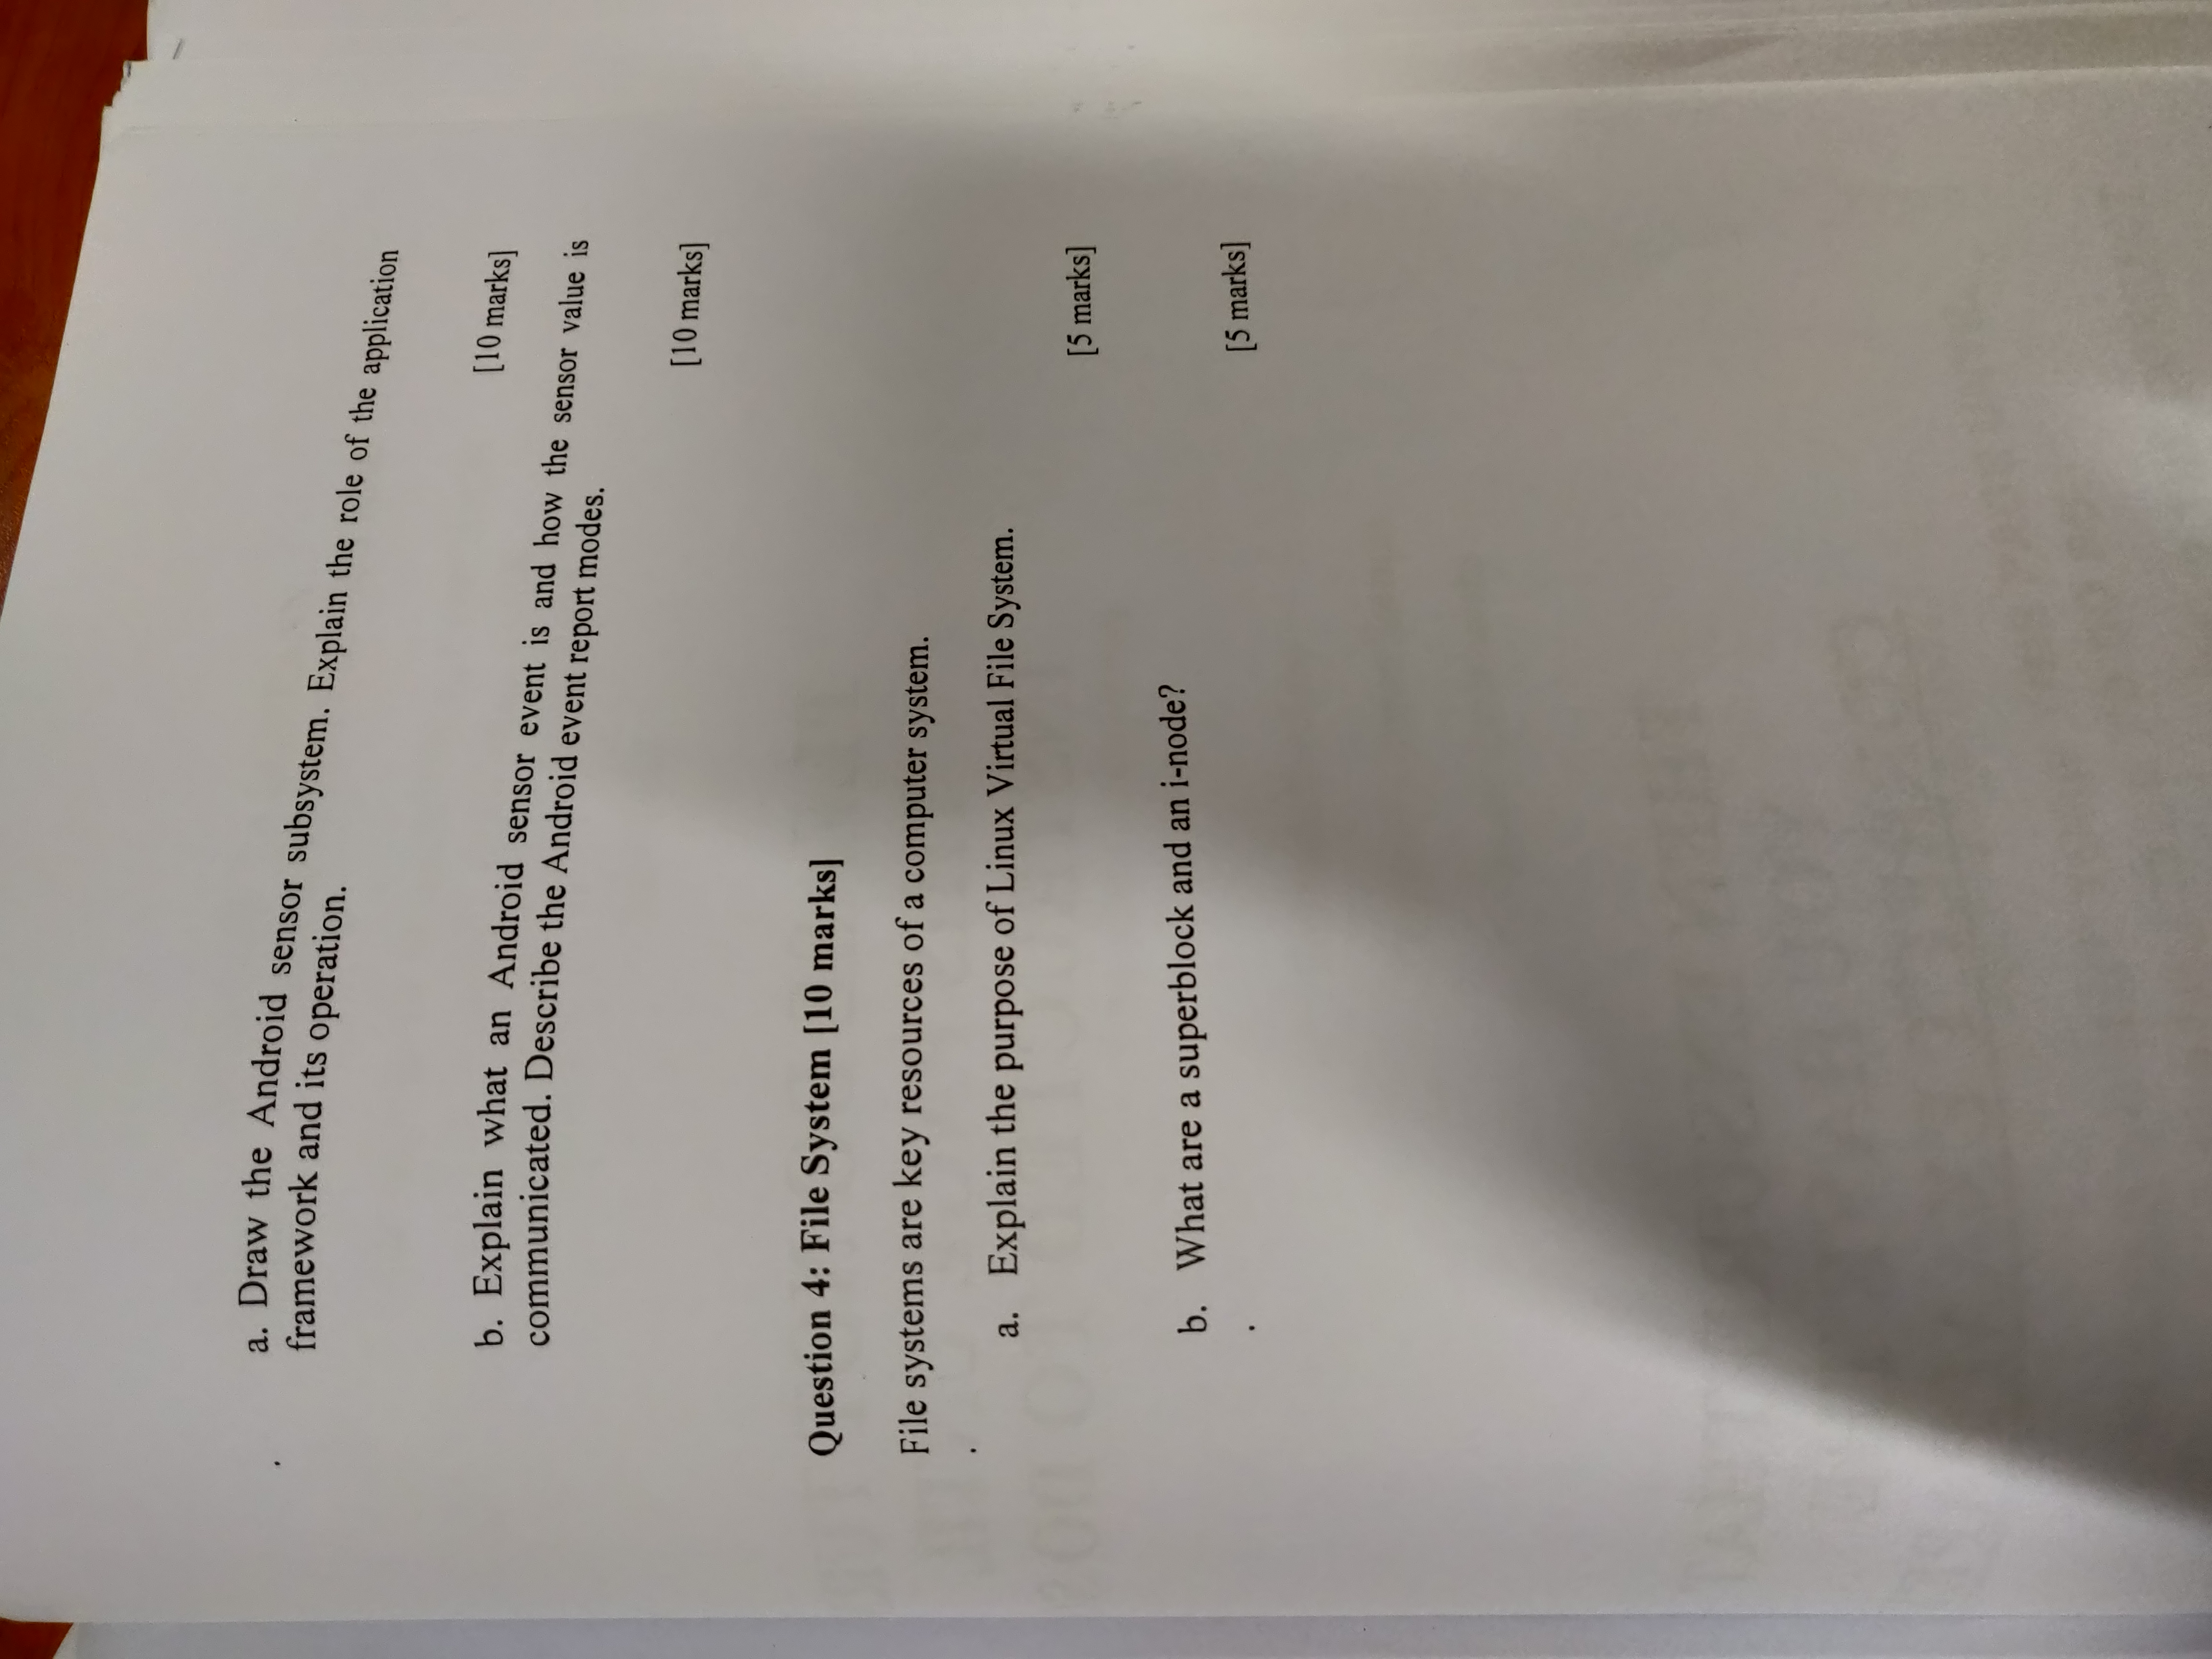 a. Draw the Android sensor subsystem. Explain the role of the application
framework and its operation.
[10 marks]
b. Explain what an Android sensor event is and how the sensor value is
communicated. Describe the Android event report modes.
[10 marks]
Question 4: File System [10 marks]
File systems are key resources of a computer system.
a. Explain the purpose of Linux Virtual File System.
[5 marks]
b. What are a superblock and an i-node?
[5 marks]